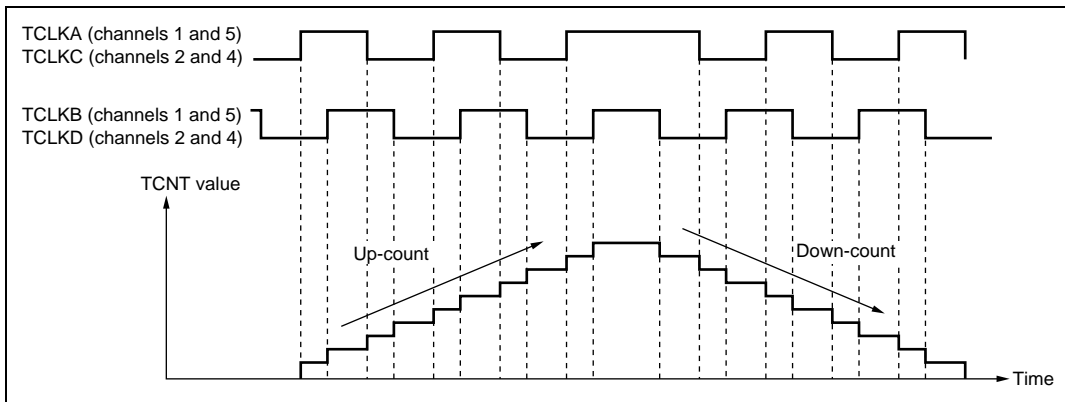 TCLKA (channels 1 and 5)
TCLKC (channels 2 and 4)
TCLKB (channels 1 and 5)
TCLKD (channels 2 and 4)
TCNT value
Up-count
Down-count
Time